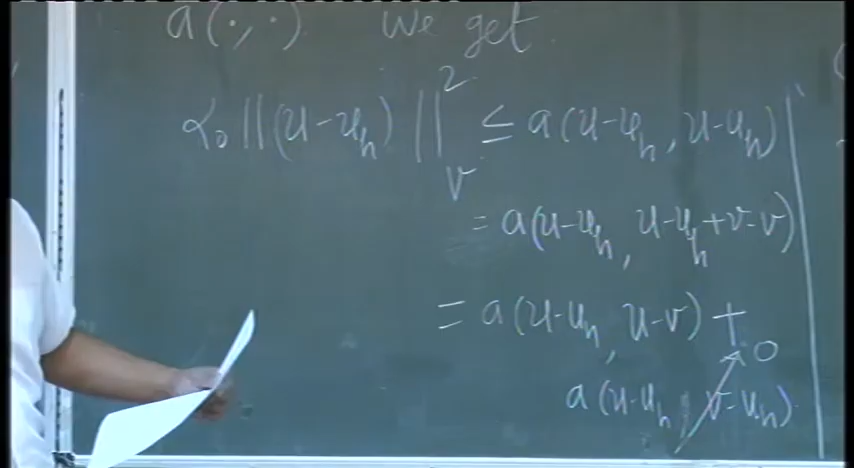 a(·,·) we get
α₀ ||(u-uₕ)||²_V ≤ a(u-uₕ, u-uₕ)
= a(u-uₕ, u-uₕ+v-v)
= a(u-uₕ, u-v) +
a(u-uₕ, v-uₕ) 0